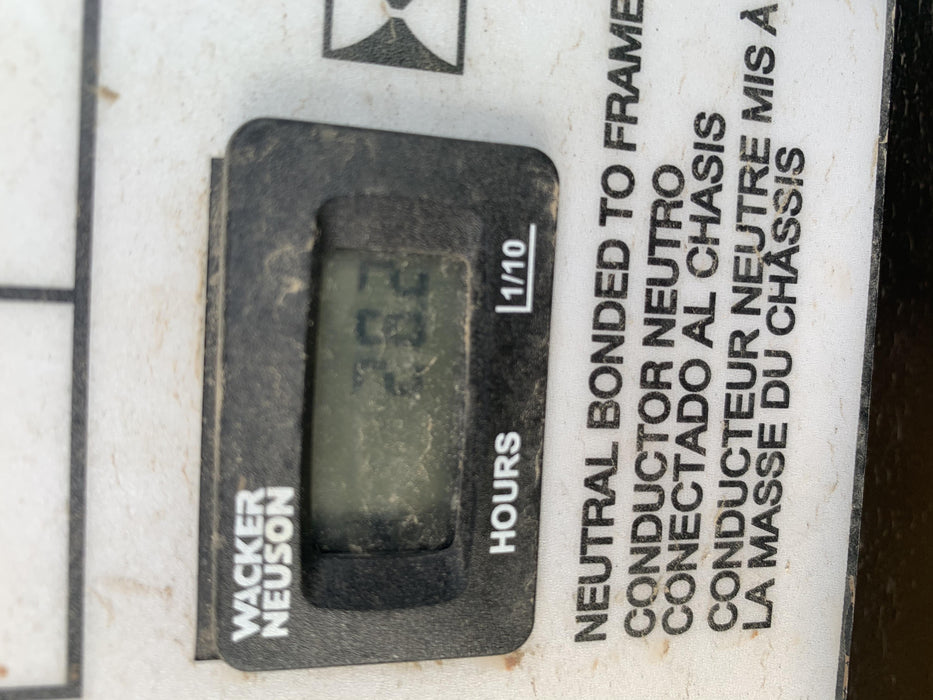 WACKER
NEUSON
HOURS 1/10
NEUTRAL BONDED TO FRAME
CONDUCTOR NEUTRO
CONECTADO AL CHASIS
CONDUCTEUR NEUTRE MIS À
LA MASSE DU CHÂSSIS